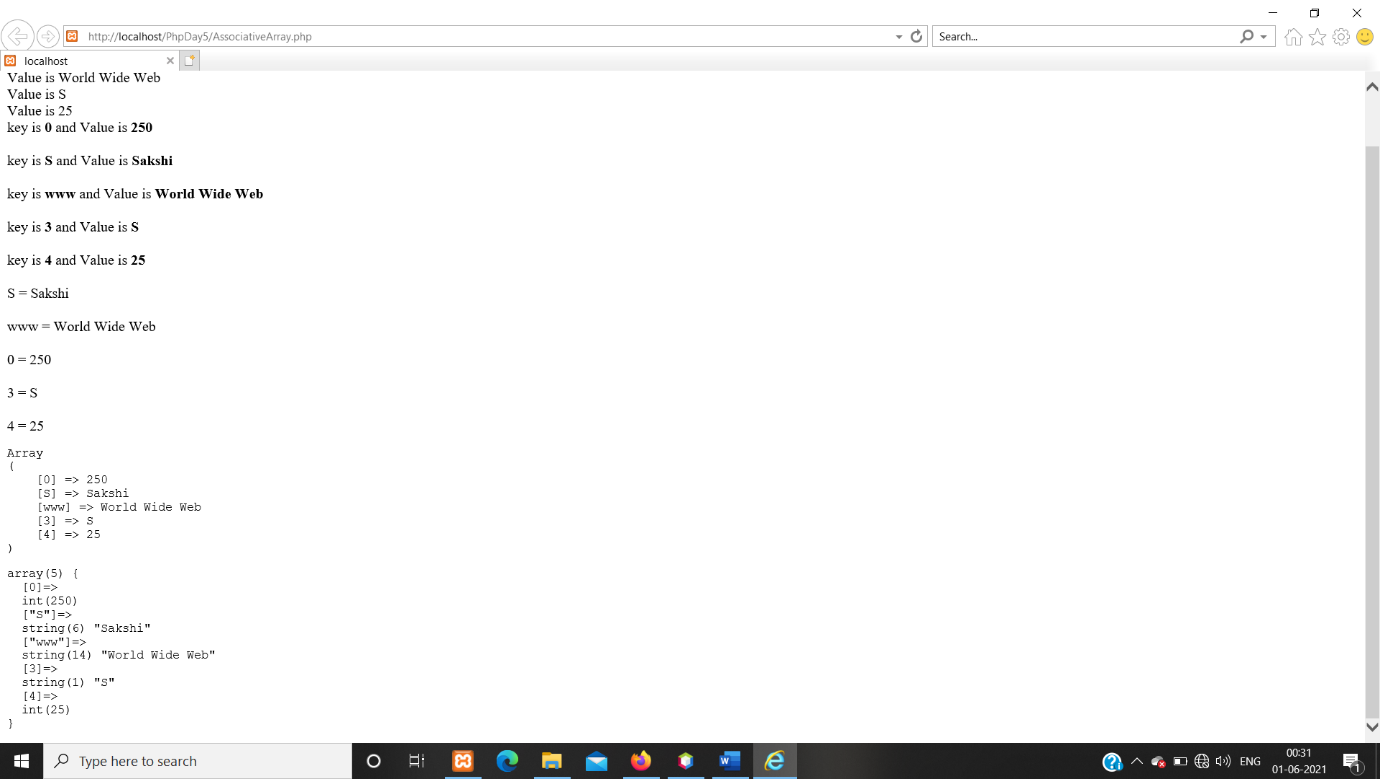 http://localhost/PhpDay5/AssociativeArray.php
Search...
localhost
Value is World Wide Web
Value is S
Value is 25
key is 0 and Value is 250
key is S and Value is Sakshi
key is www and Value is World Wide Web
key is 3 and Value is S
key is 4 and Value is 25
S = Sakshi
www = World Wide Web
0 = 250
3 = S
4 = 25
Array
(
    [0] => 250
    [S] => Sakshi
    [www] => World Wide Web
    [3] => S
    [4] => 25
)
array(5) {
  [0]=>
  int(250)
  ["S"]=>
  string(6) "Sakshi"
  ["www"]=>
  string(14) "World Wide Web"
  [3]=>
  string(1) "S"
  [4]=>
  int(25)
}
Type here to search
ENG
00:31
01-06-2021
1